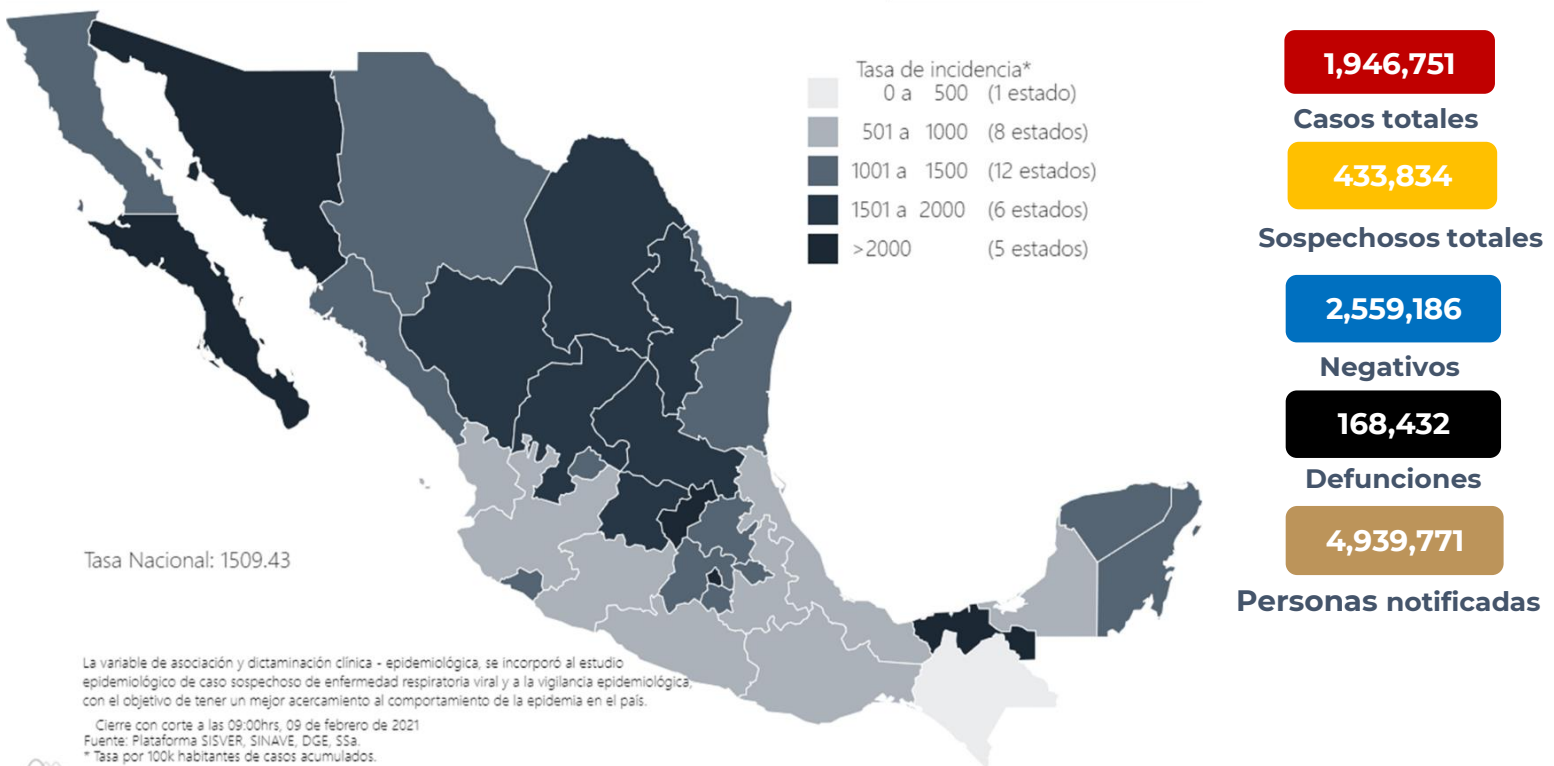 Tasa de incidencia*
0 a 500 (1 estado)
501 a 1000 (8 estados)
1001 a 1500 (12 estados)
1501 a 2000 (6 estados)
>2000 (5 estados)
Tasa Nacional: 1509.43
La variable de asociación y dictaminación clínica - epidemiológica, se incorporó al estudio
epidemiológico de caso sospechoso de enfermedad respiratoria viral y a la vigilancia epidemiológica,
con el objetivo de tener un mejor acercamiento al comportamiento de la epidemia en el país.
Cierre con corte a las 09:00hrs, 09 de febrero de 2021
Fuente: Plataforma SISVER, SINAVE, DGE, SSa.
* Tasa por 100k habitantes de casos acumulados.
1,946,751
Casos totales
433,834
Sospechosos totales
2,559,186
Negativos
168,432
Defunciones
4,939,771
Personas notificadas